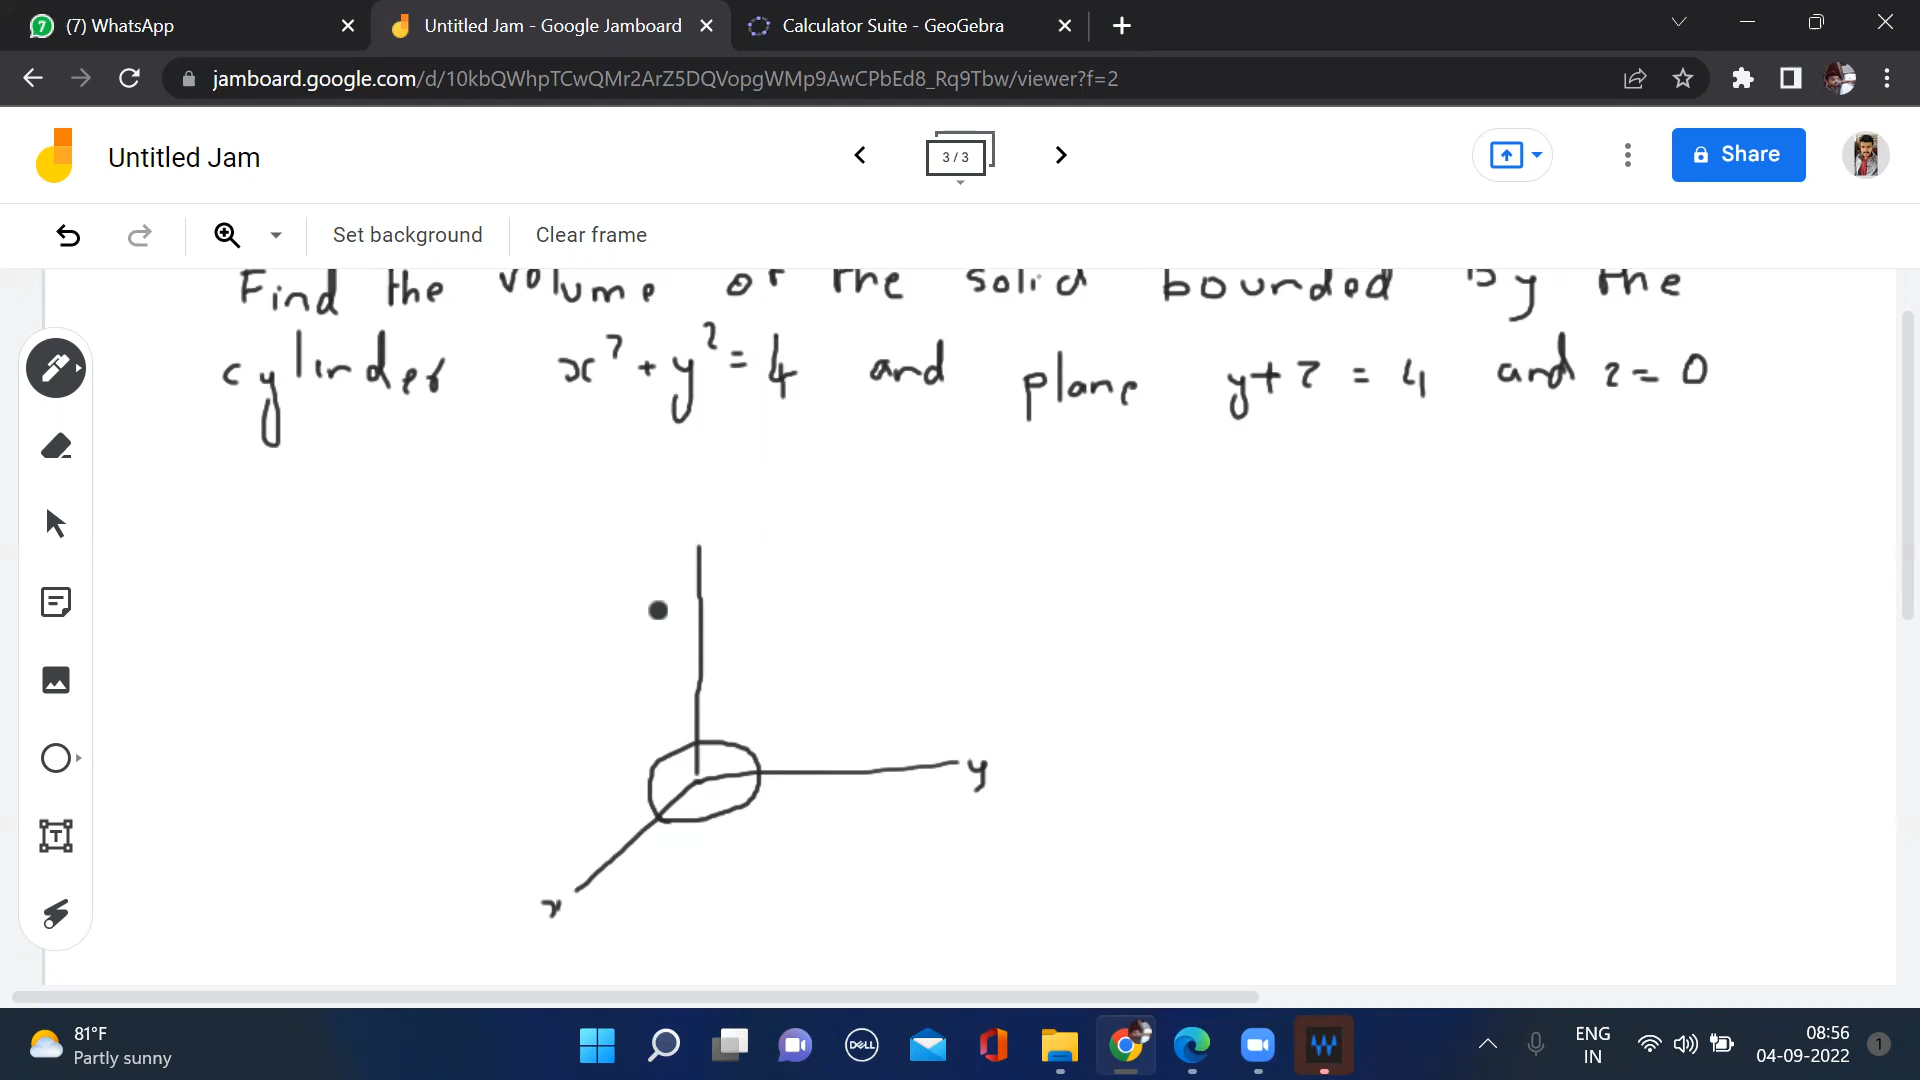 (7) WhatsApp
Untitled Jam - Google Jamboard
Calculator Suite - GeoGebra
jamboard.google.com/d/10kbQWhpTCwQMr2ArZ5DQVopgWMp9AwCPbEd8_Rq9Tbw/viewer?f=2
Untitled Jam
3 / 3
Share
Set background
Clear frame
Find the volume of the solid bounded by the
cylinder x² + y² = 4 and plane y + z = 4 and z = 0
y
x
T
81°F
Partly sunny
DELL
ENG
IN
08:56
04-09-2022
1